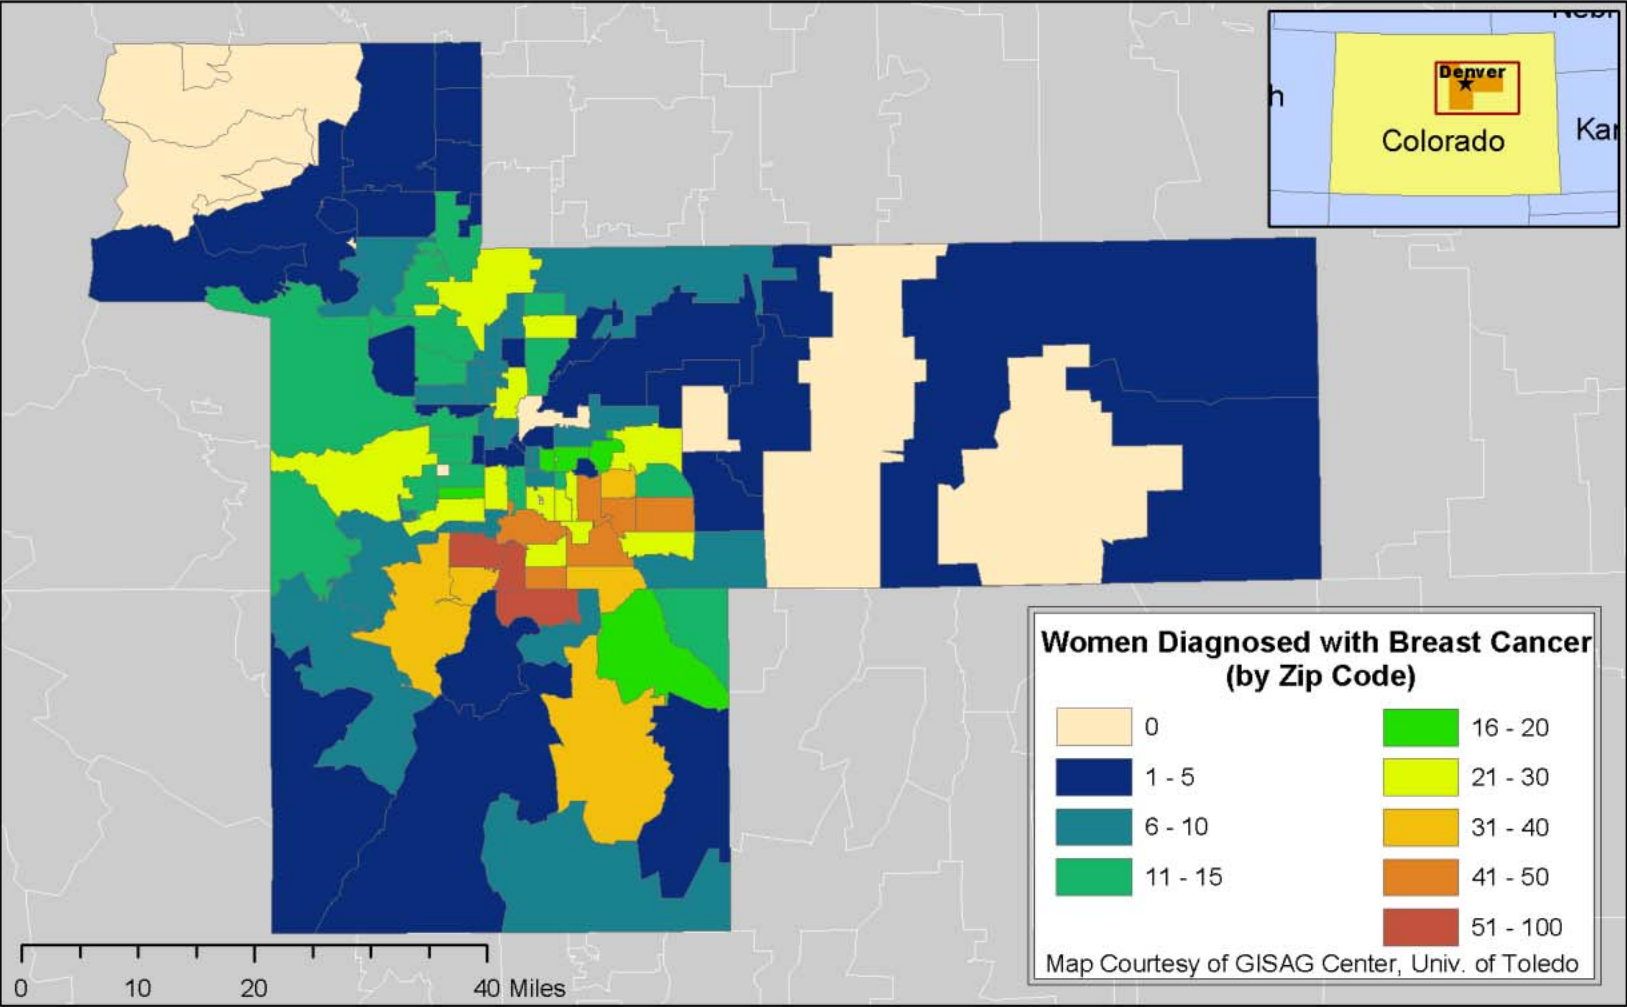 Denver
h
Colorado
Kar
Women Diagnosed with Breast Cancer
(by Zip Code)
0
1 - 5
6 - 10
11 - 15
16 - 20
21 - 30
31 - 40
41 - 50
51 - 100
Map Courtesy of GISAG Center, Univ. of Toledo
0 10 20 40 Miles